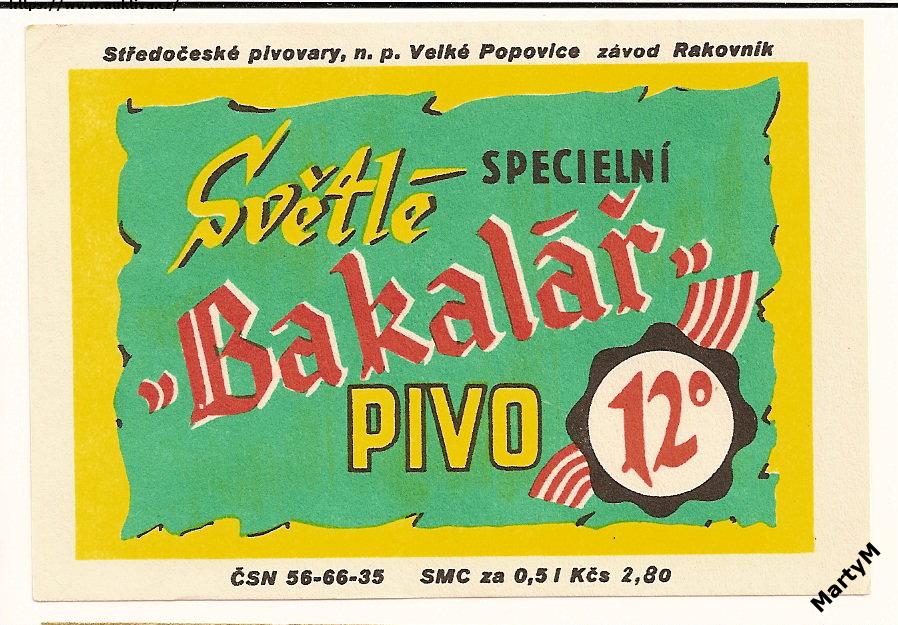 Středočeské pivovary, n. p. Velké Popovice závod Rakovník
Světlé SPECIELNÍ
"Bakalář"
PIVO
12°
ČSN 56-66-35 SMC za 0,5 l Kčs 2,80
MartyM